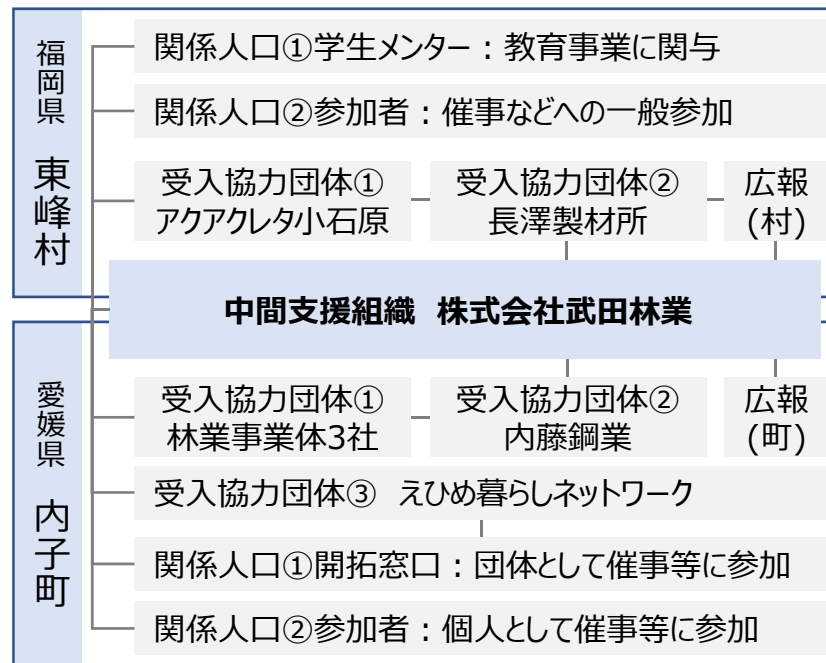 福岡県 東峰村
関係人口①学生メンター：教育事業に関与
関係人口②参加者：催事などへの一般参加
受入協力団体①
アクアクレタ小石原
受入協力団体②
長澤製材所
広報
(村)
中間支援組織 株式会社武田林業
愛媛県 内子町
受入協力団体①
林業事業体3社
受入協力団体②
内藤鋼業
広報
(町)
受入協力団体③ えひめ暮らしネットワーク
関係人口①開拓窓口：団体として催事等に参加
関係人口②参加者：個人として催事等に参加